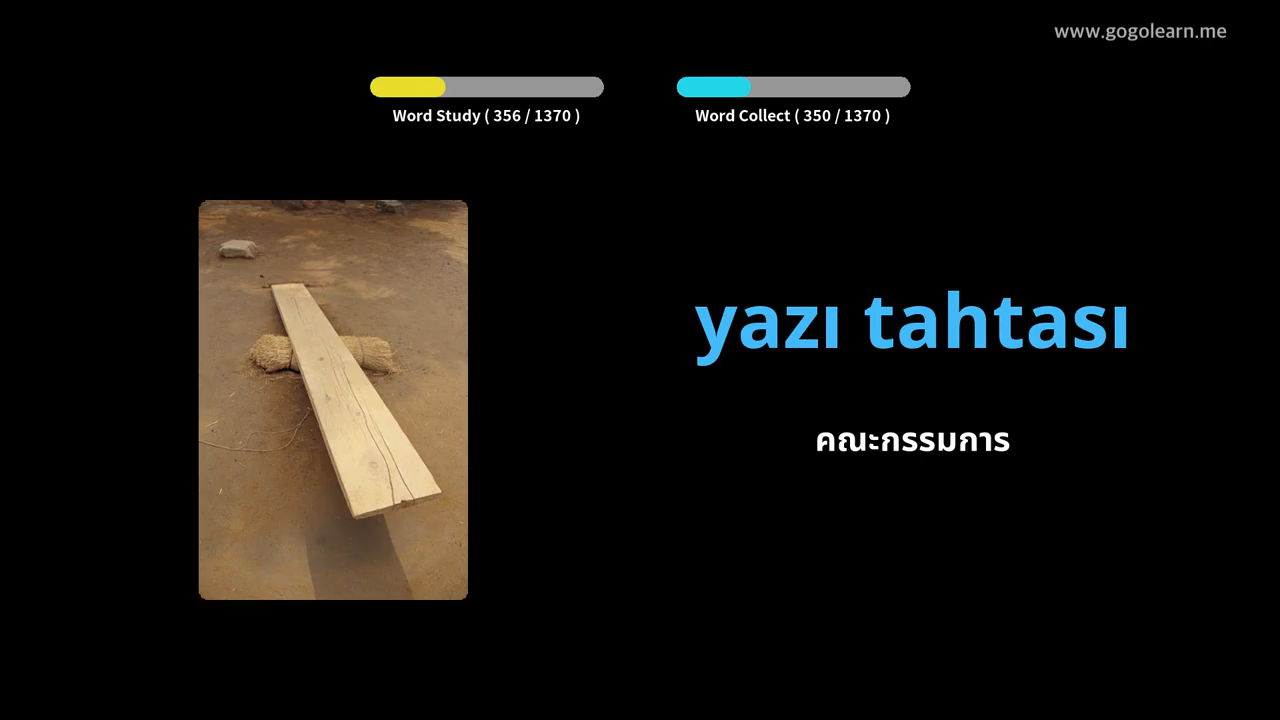 www.gogolearn.me
Word Study ( 356 / 1370 )
Word Collect ( 350 / 1370 )
yazı tahtası
คณะกรรมการ